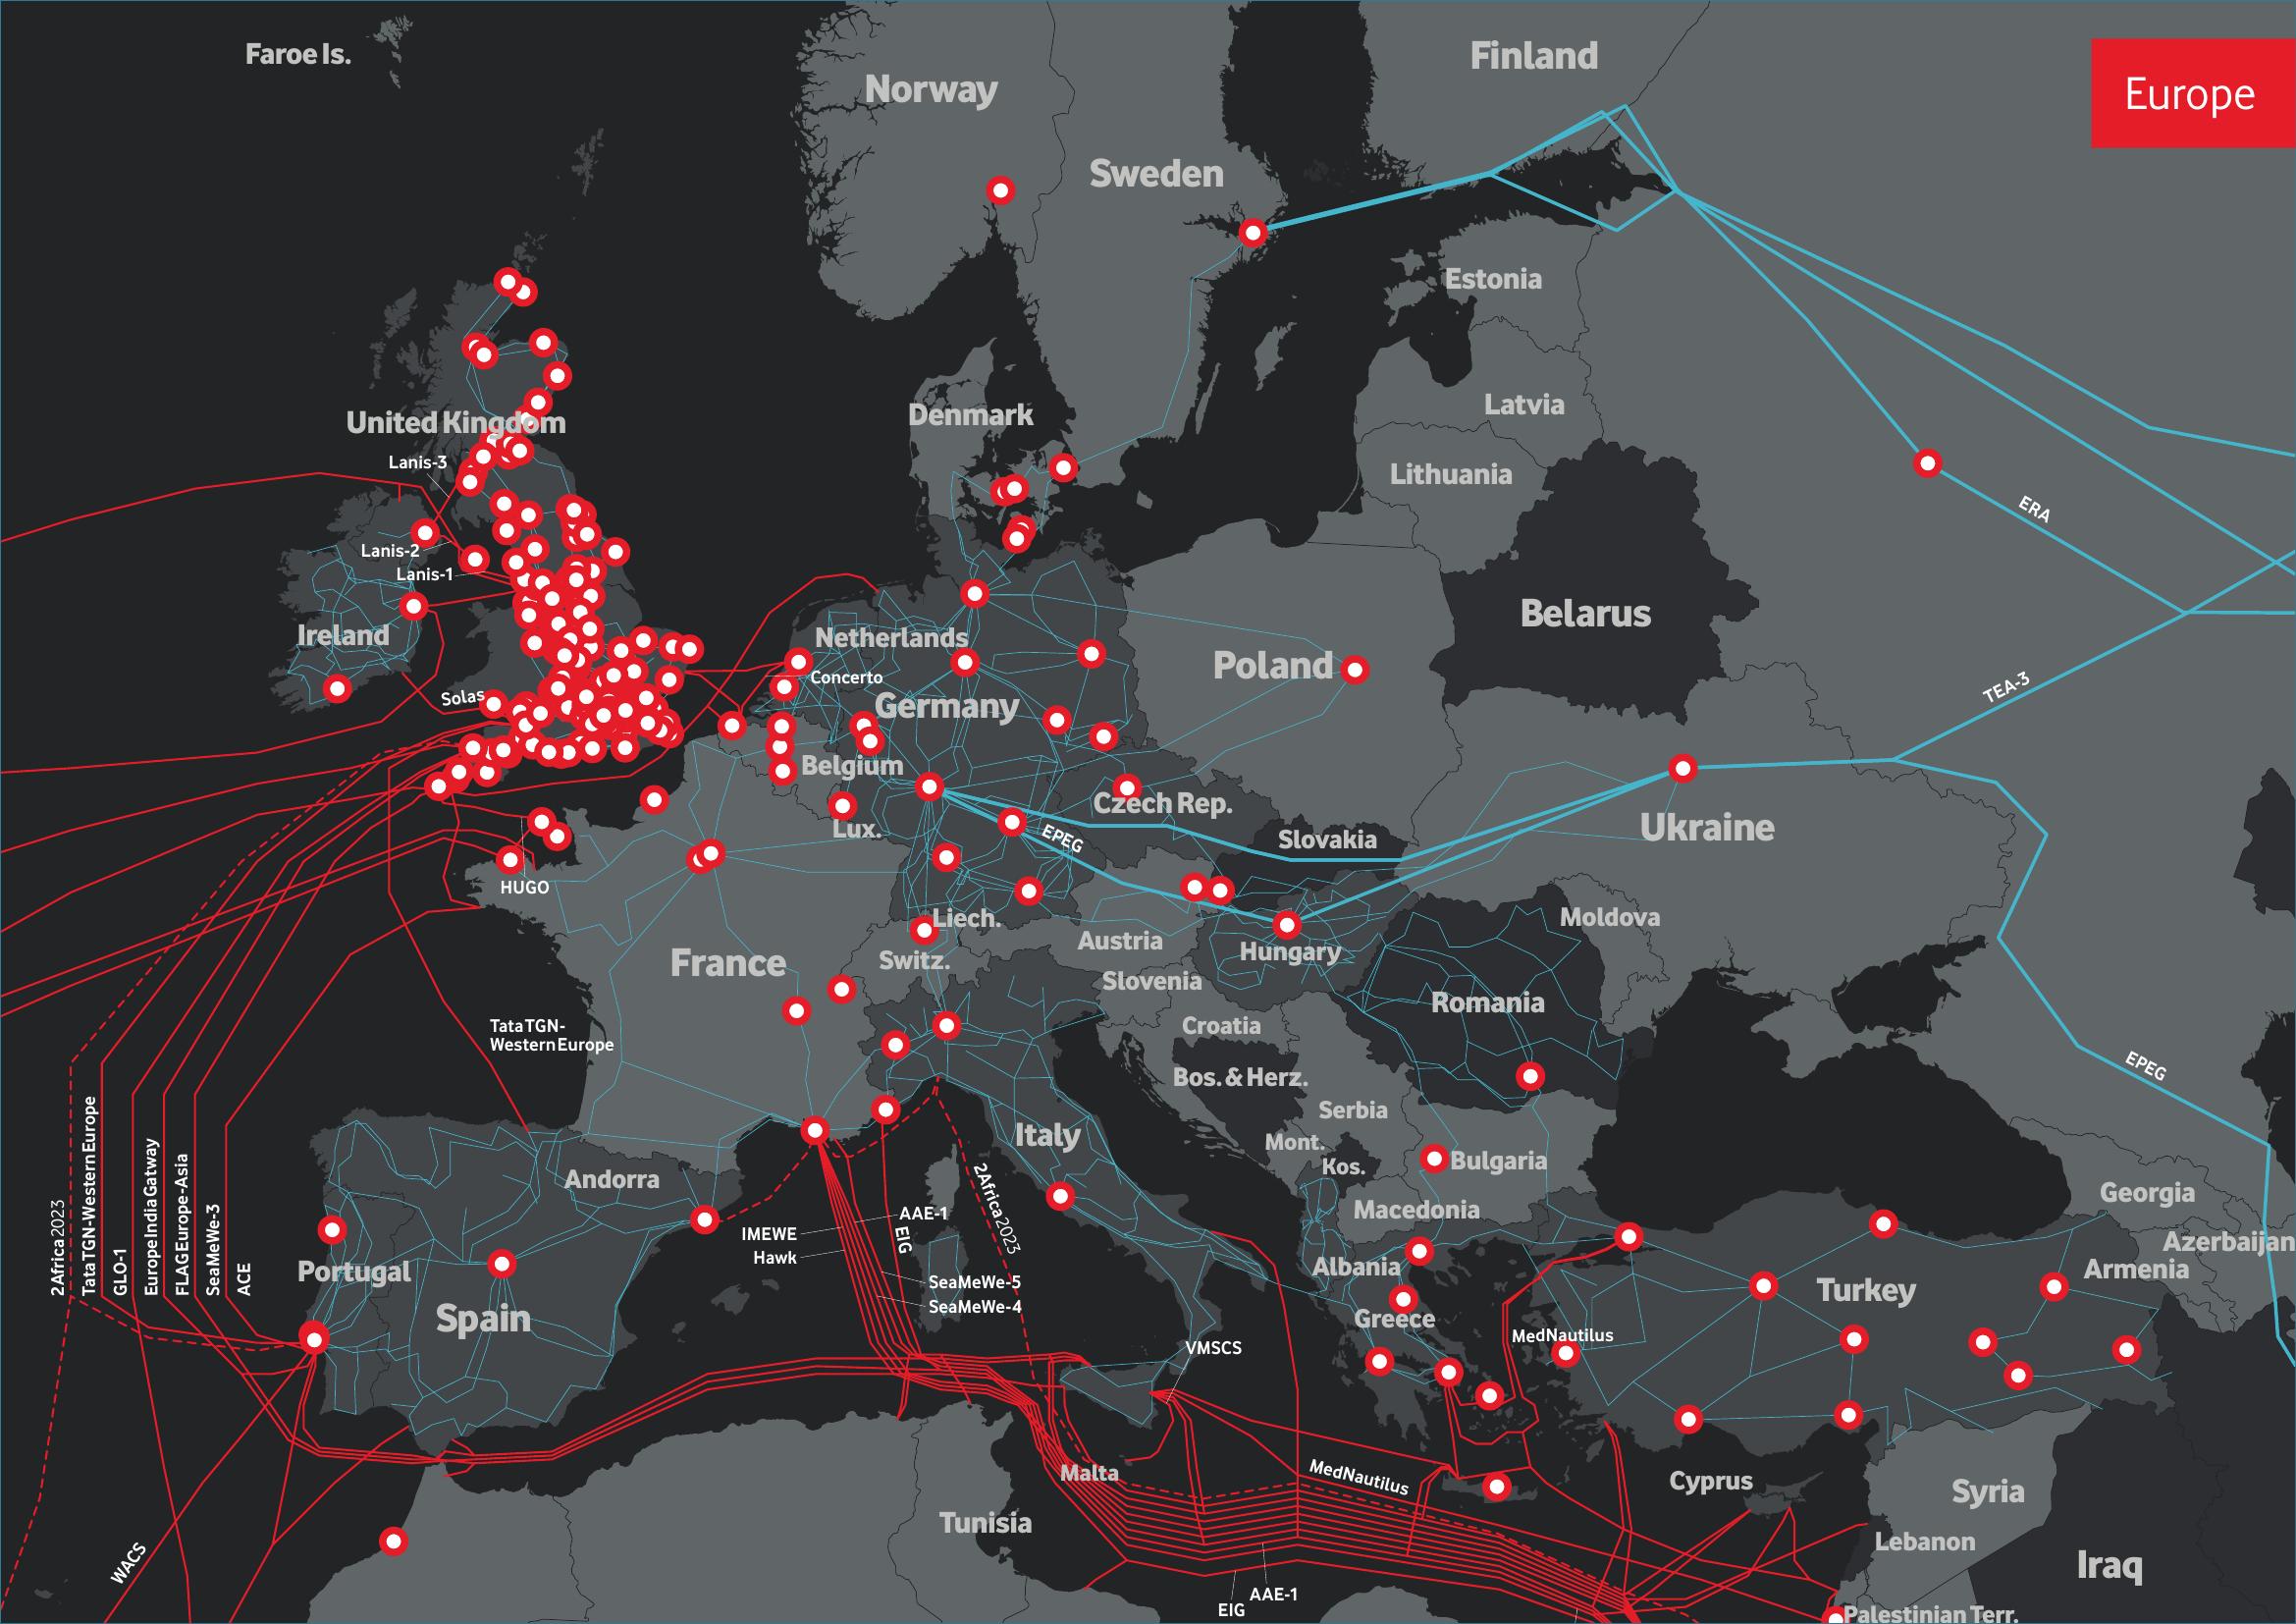 Faroe Is.
Norway
Finland
Europe
Sweden
Estonia
United Kingdom
Denmark
Latvia
Lanis-3
Lithuania
ERA
Lanis-2
Lanis-1
Belarus
Ireland
Netherlands
Poland
Concerto
TEA-3
Solas
Germany
Belgium
Czech Rep.
Lux.
EPEG
Slovakia
Ukraine
HUGO
Liech.
Moldova
Austria
Hungary
France
Switz.
Slovenia
Romania
Tata TGN-
Western Europe
Croatia
EPEG
Bos. & Herz.
Serbia
Italy
Mont.
Kos.
Bulgaria
Andorra
Georgia
2Africa2023
Tata TGN-Western Europe
GLO-1
Europe India Gatway
FLAG Europe-Asia
SeaMeWe-3
ACE
Macedonia
AAE-1
IMEWE
EIG
2Africa2023
Hawk
Azerbaijan
Portugal
Albania
Armenia
SeaMeWe-5
Turkey
SeaMeWe-4
Spain
Greece
MedNautilus
VMSCS
Malta
MedNautilus
Cyprus
Syria
Tunisia
Lebanon
WACS
Iraq
AAE-1
EIG
Palestinian Terr.